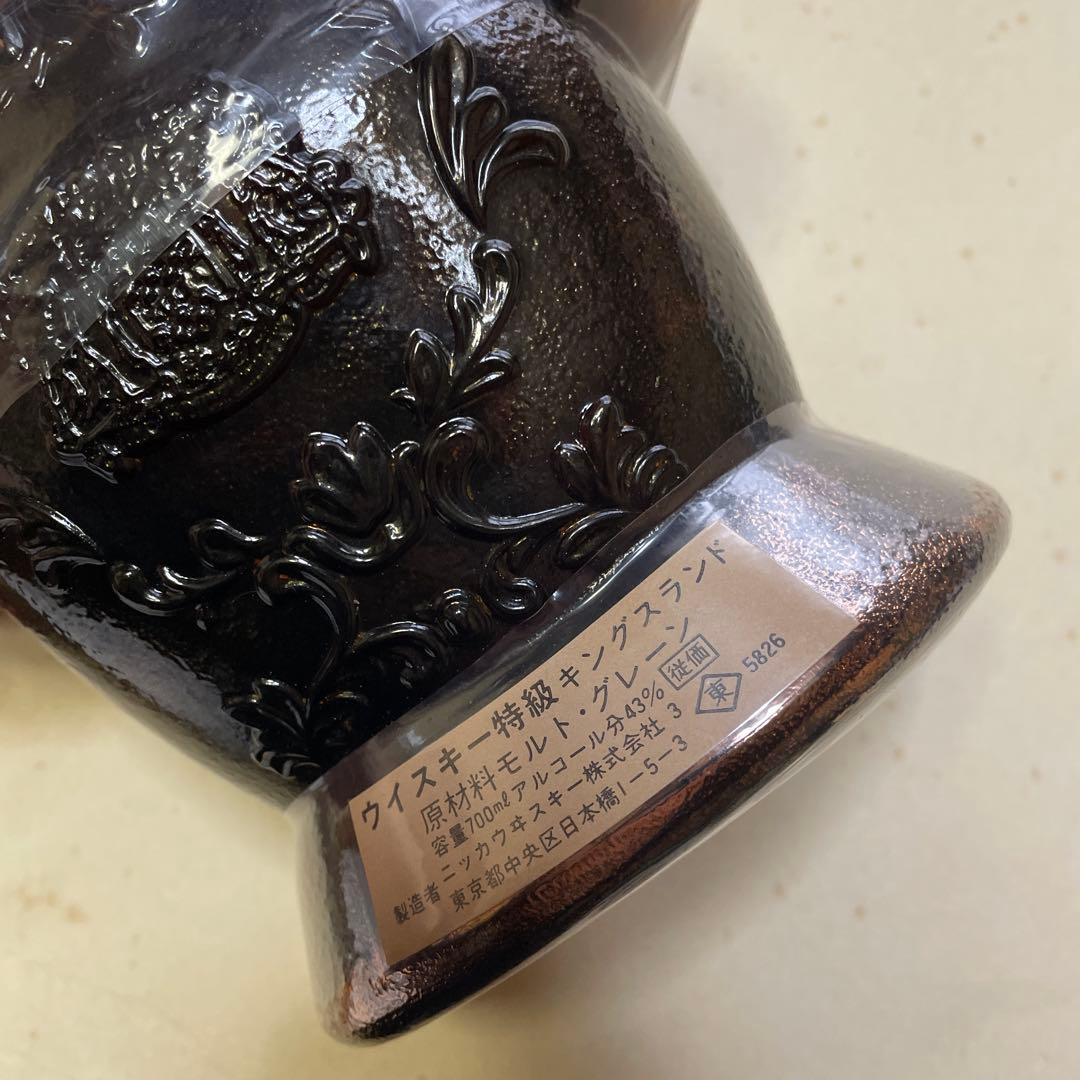 ウイスキー特級キングスランド
原材料モルト・グレーン
容量700mlアルコール分43% 従価
製造者 ニッカウヰスキー株式会社 3 東 5826
東京都中央区日本橋1-5-3